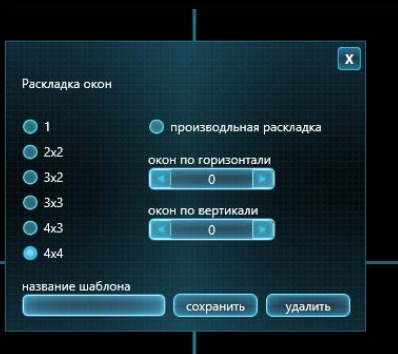 X
Раскладка окон
1
производльная раскладка
2x2
окон по горизонтали
3x2
0
3x3
окон по вертикали
4x3
0
4x4
название шаблона
сохранить удалить